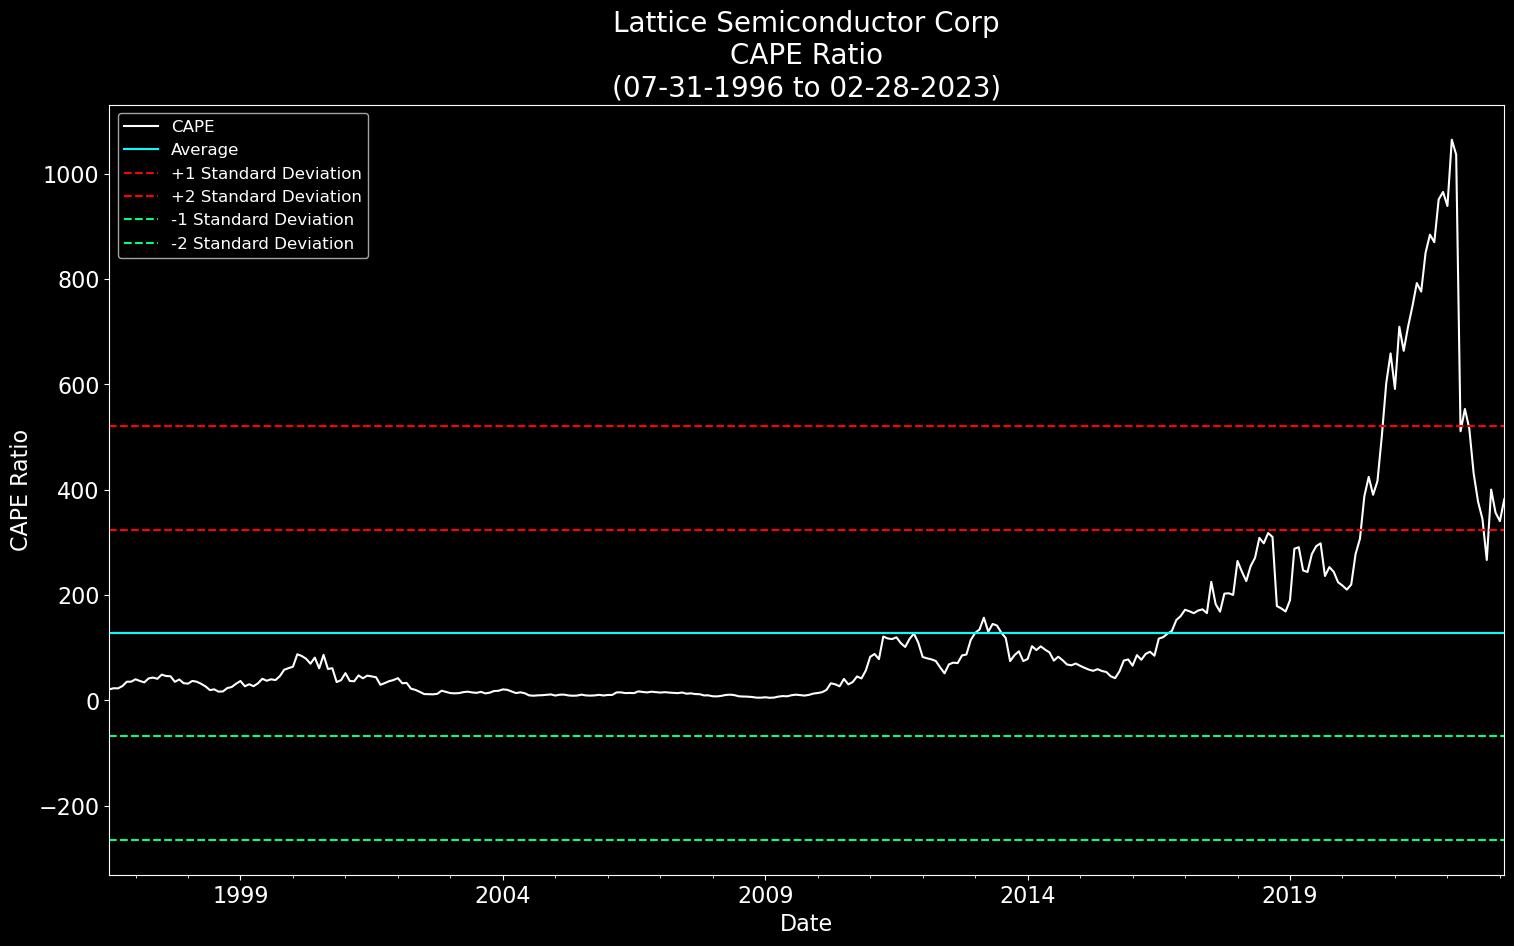 Lattice Semiconductor Corp
CAPE Ratio
(07-31-1996 to 02-28-2023)
CAPE
Average
+1 Standard Deviation
+2 Standard Deviation
-1 Standard Deviation
-2 Standard Deviation
CAPE Ratio
1000
800
600
400
200
0
−200
1999
2004
2009
2014
2019
Date